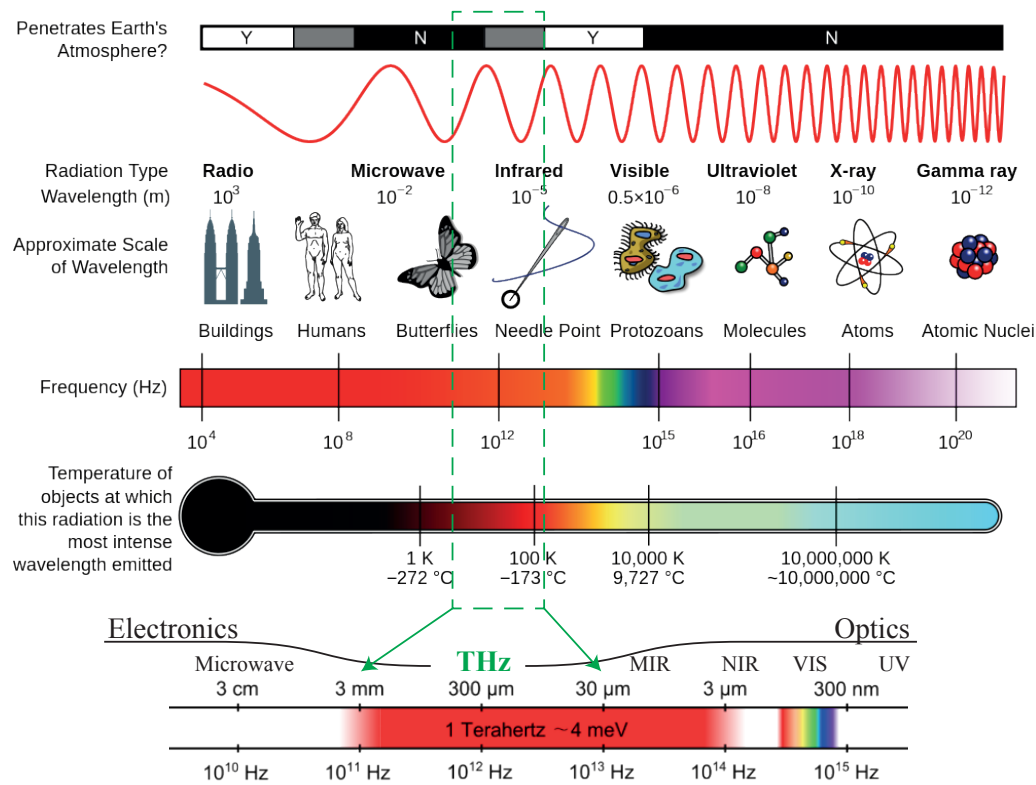 Penetrates Earth's
Atmosphere?
Y N Y N
Radiation Type
Radio Microwave Infrared Visible Ultraviolet X-ray Gamma ray
Wavelength (m)
10³ 10⁻² 10⁻⁵ 0.5×10⁻⁶ 10⁻⁸ 10⁻¹⁰ 10⁻¹²
Approximate Scale
of Wavelength
Buildings Humans Butterflies Needle Point Protozoans Molecules Atoms Atomic Nuclei
Frequency (Hz)
10⁴ 10⁸ 10¹² 10¹⁵ 10¹⁶ 10¹⁸ 10²⁰
Temperature of
objects at which
this radiation is the
most intense
wavelength emitted
1 K 100 K 10,000 K 10,000,000 K
−272 °C −173 °C 9,727 °C ~10,000,000 °C
Electronics Optics
Microwave THz MIR NIR VIS UV
3 cm 3 mm 300 µm 30 µm 3 µm 300 nm
1 Terahertz ~4 meV
10¹⁰ Hz 10¹¹ Hz 10¹² Hz 10¹³ Hz 10¹⁴ Hz 10¹⁵ Hz